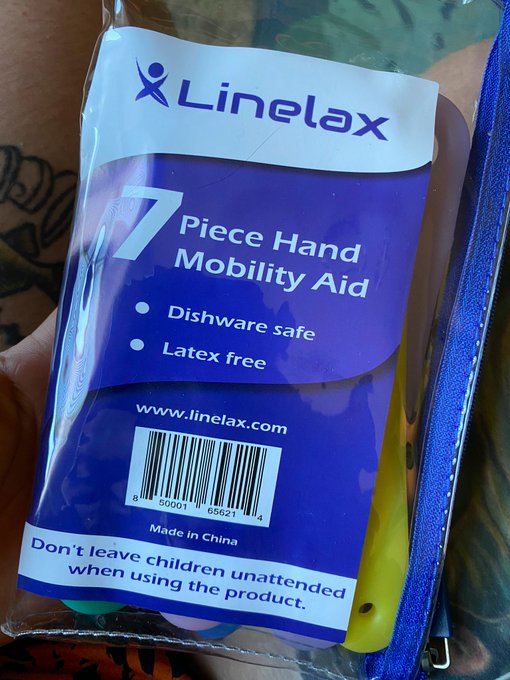 Linelax
7 Piece Hand
Mobility Aid
Dishware safe
Latex free
www.linelax.com
8 50001 65621 4
Made in China
Don't leave children unattended
when using the product.